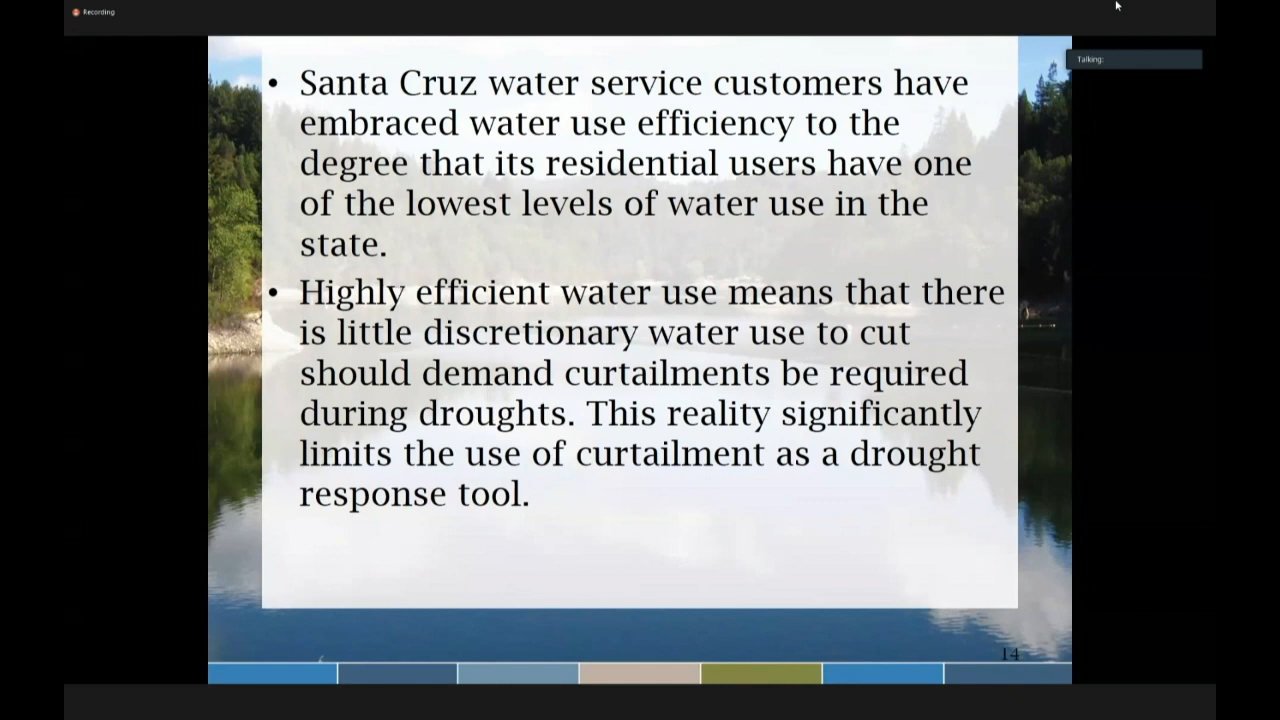 Recording
Talking:
• Santa Cruz water service customers have
embraced water use efficiency to the
degree that its residential users have one
of the lowest levels of water use in the
state.
• Highly efficient water use means that there
is little discretionary water use to cut
should demand curtailments be required
during droughts. This reality significantly
limits the use of curtailment as a drought
response tool.
14